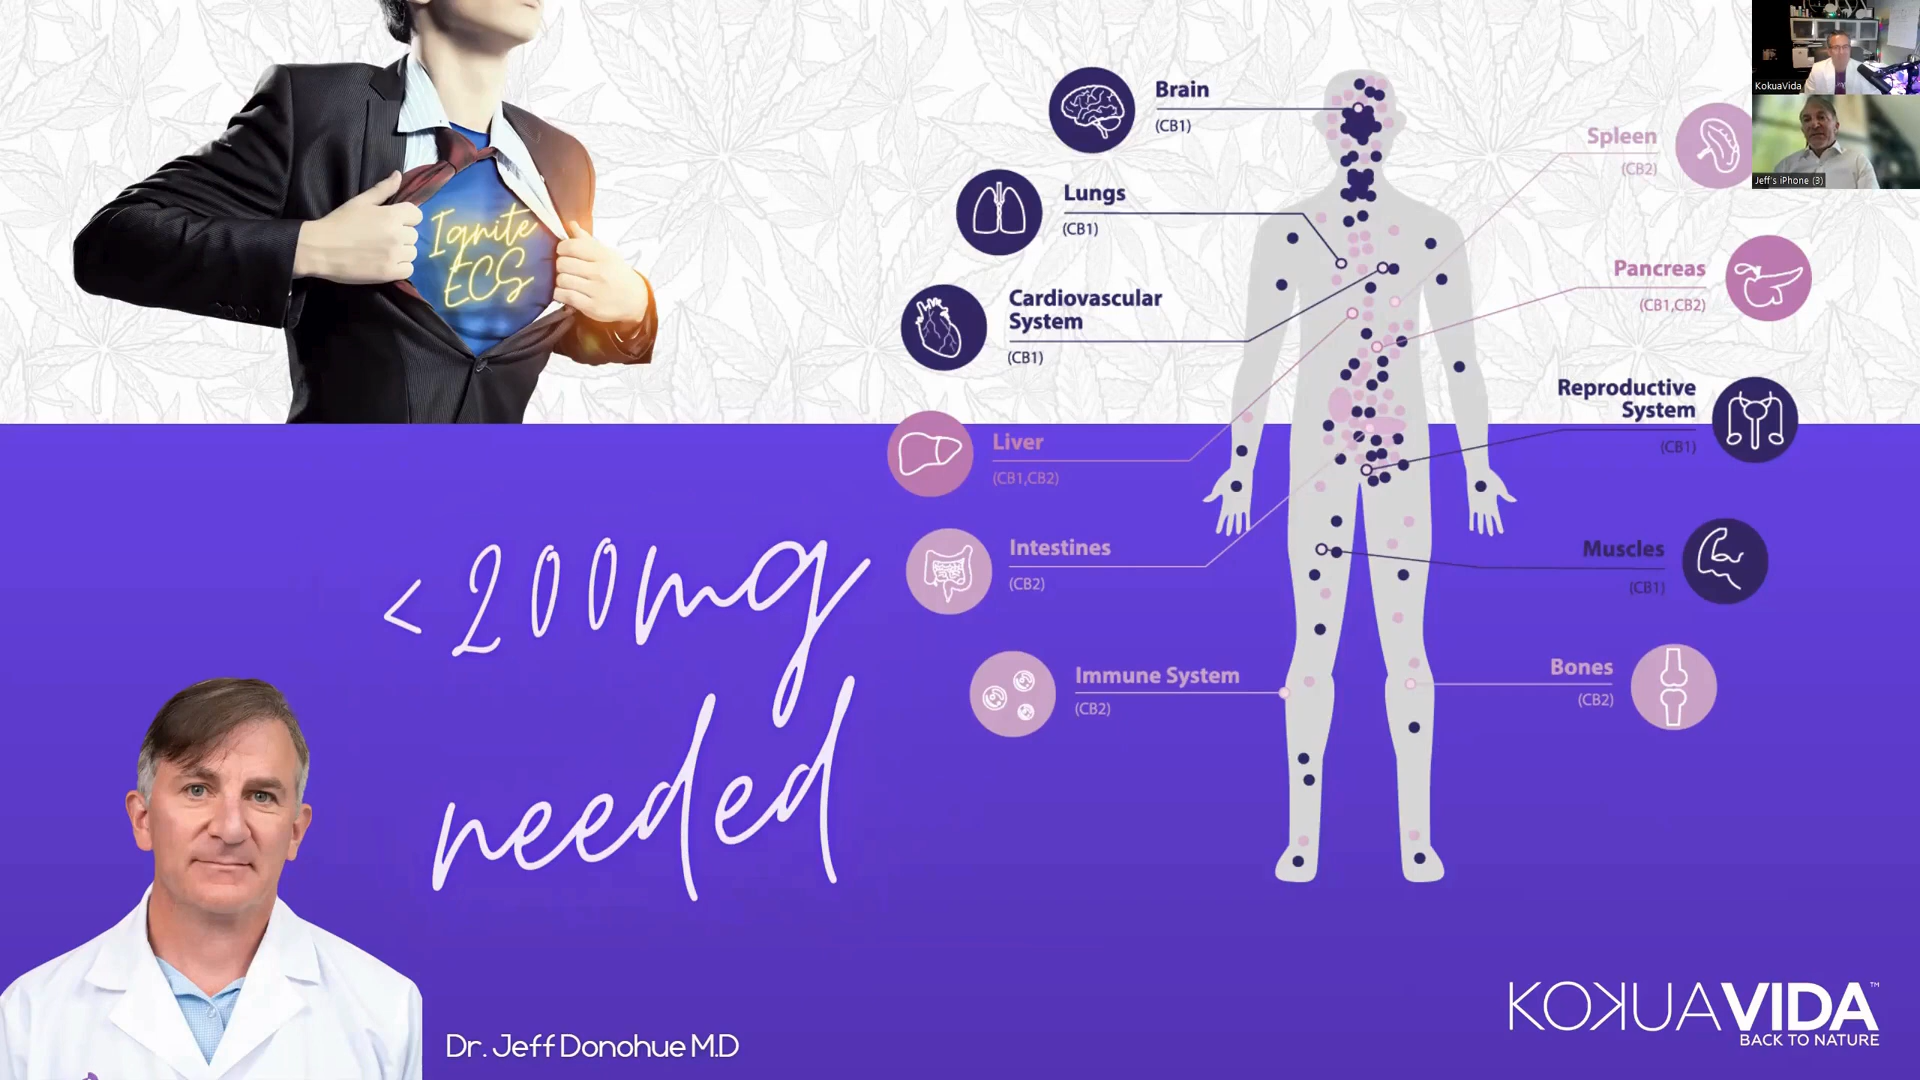 Ignite
ECS
Brain
(CB1)
Lungs
(CB1)
Cardiovascular
System
(CB1)
Liver
(CB1,CB2)
Intestines
(CB2)
Immune System
(CB2)
Spleen
(CB2)
Pancreas
(CB1,CB2)
Reproductive
System
(CB1)
Muscles
(CB1)
Bones
(CB2)
KokuaVida
Jeff's iPhone (3)
<200mg
needed
Dr. Jeff Donohue M.D
KOKUAVIDA™
BACK TO NATURE